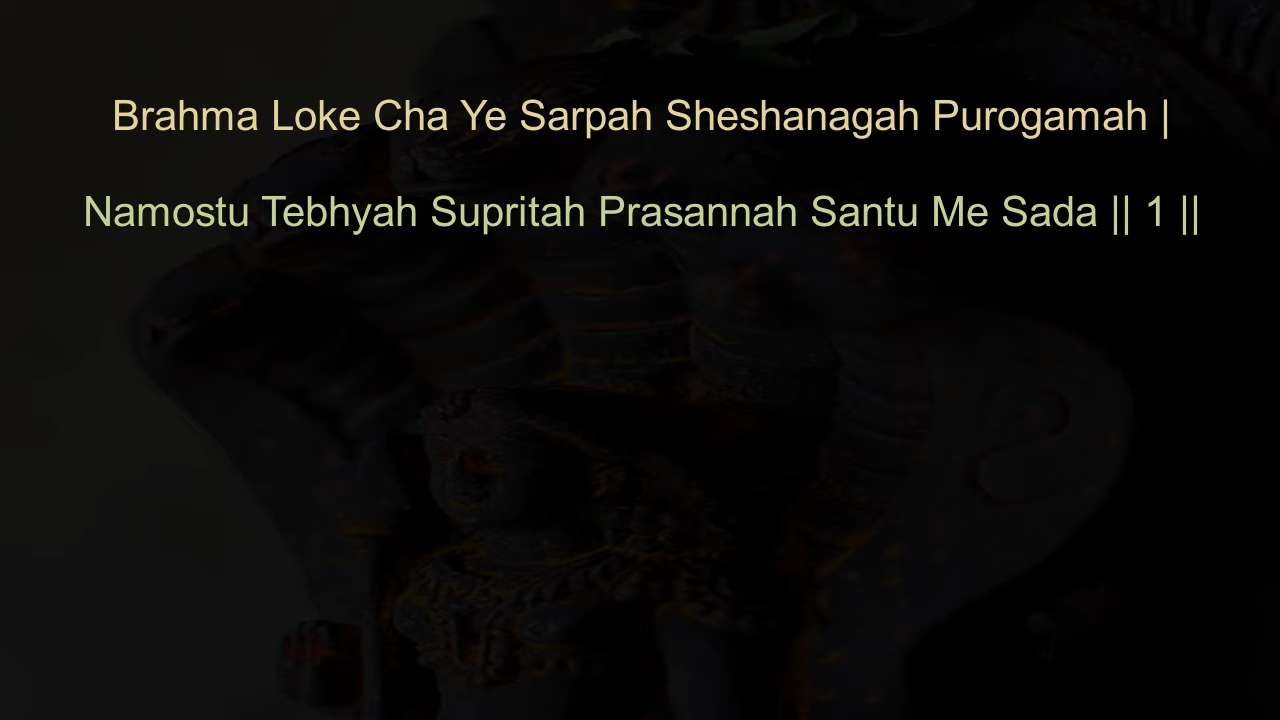 Brahma Loke Cha Ye Sarpah Sheshanagah Purogamah |
Namostu Tebhyah Supritah Prasannah Santu Me Sada || 1 ||